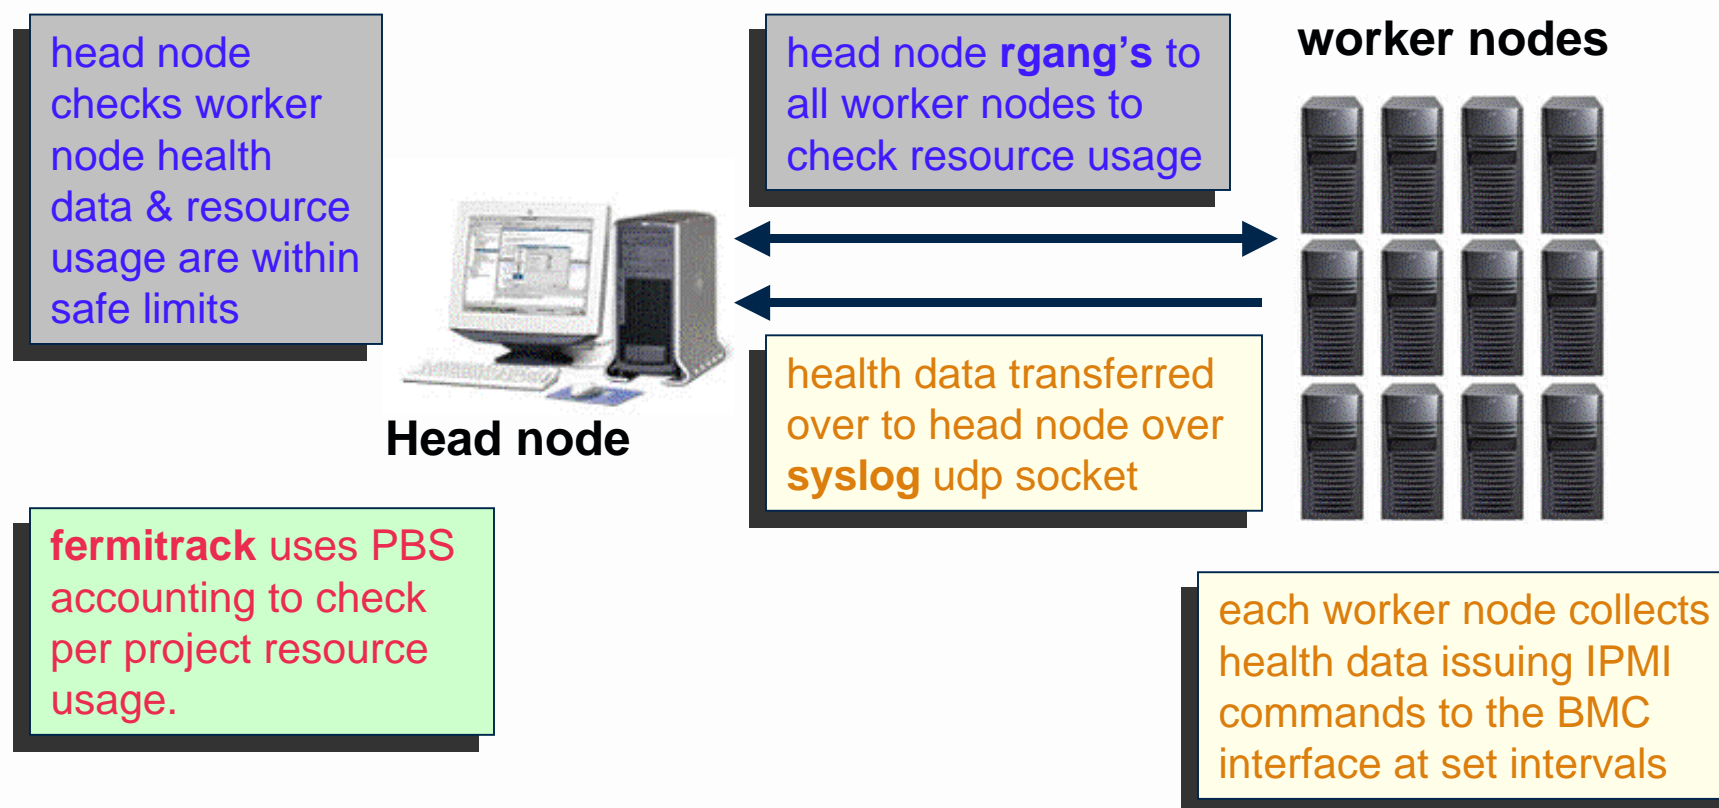 head node
checks worker
node health
data & resource
usage are within
safe limits
head node rgang's to
all worker nodes to
check resource usage
worker nodes
Head node
health data transferred
over to head node over
syslog udp socket
fermitrack uses PBS
accounting to check
per project resource
usage.
each worker node collects
health data issuing IPMI
commands to the BMC
interface at set intervals